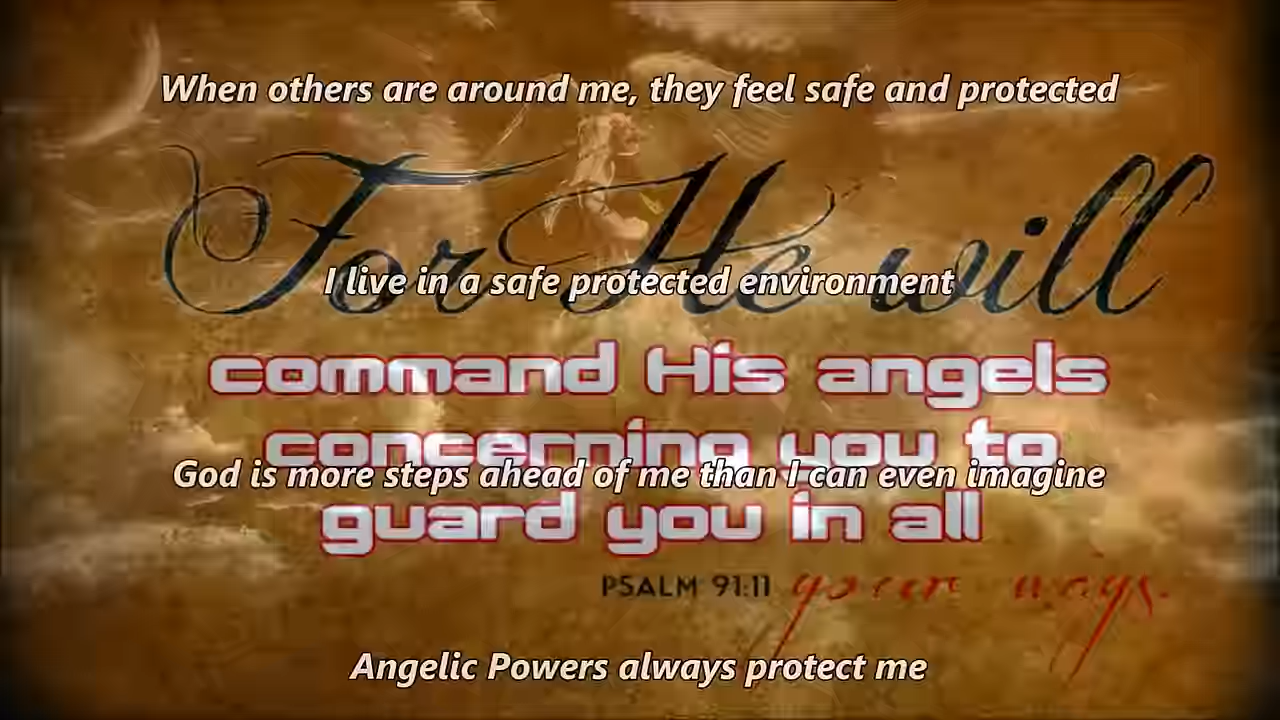 When others are around me, they feel safe and protected
For He will
I live in a safe protected environment
command His angels
concerning you to
God is more steps ahead of me than I can even imagine
guard you in all
PSALM 91:11 your ways.
Angelic Powers always protect me